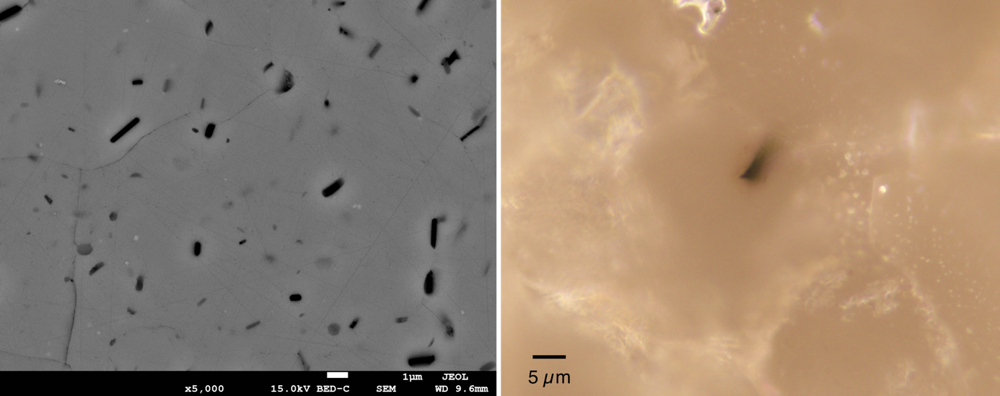 1μm JEOL
x5,000 15.0kV BED-C SEM WD 9.6mm
5 μm